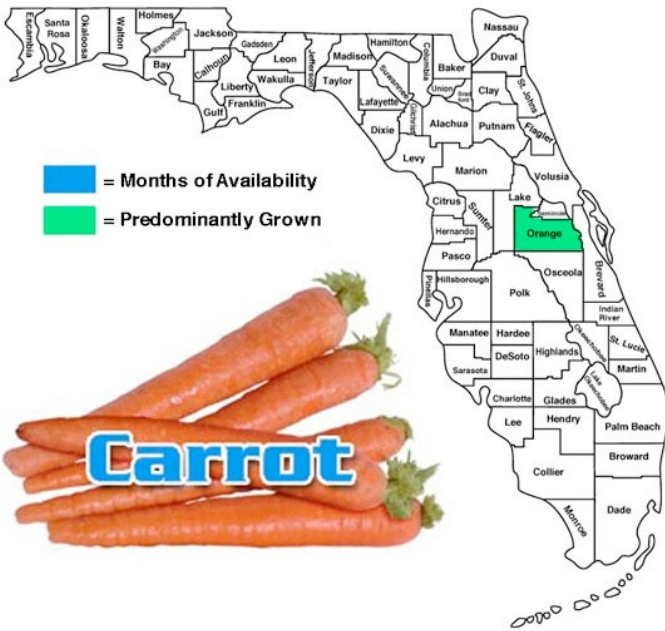 Escambia
Santa
Rosa
Okaloosa
Walton
Holmes
Washington
Jackson
Bay
Calhoun
Gulf
Gadsden
Liberty
Franklin
Leon
Wakulla
Jefferson
Madison
Taylor
Hamilton
Suwannee
Lafayette
Dixie
Columbia
Gilchrist
Baker
Union
Brad
ford
Nassau
Duval
Clay
St. Johns
Alachua
Putnam
Flagler
Levy
Marion
Volusia
= Months of Availability
= Predominantly Grown
Citrus
Sumter
Lake
Seminole
Orange
Hernando
Pasco
Pinellas
Hillsborough
Polk
Osceola
Brevard
Indian
River
Manatee
Hardee
Okeechobee
St. Lucie
Sarasota
DeSoto
Highlands
Martin
Lake
Okeechobee
Charlotte
Glades
Lee
Hendry
Palm Beach
Collier
Broward
Monroe
Dade
Carrot